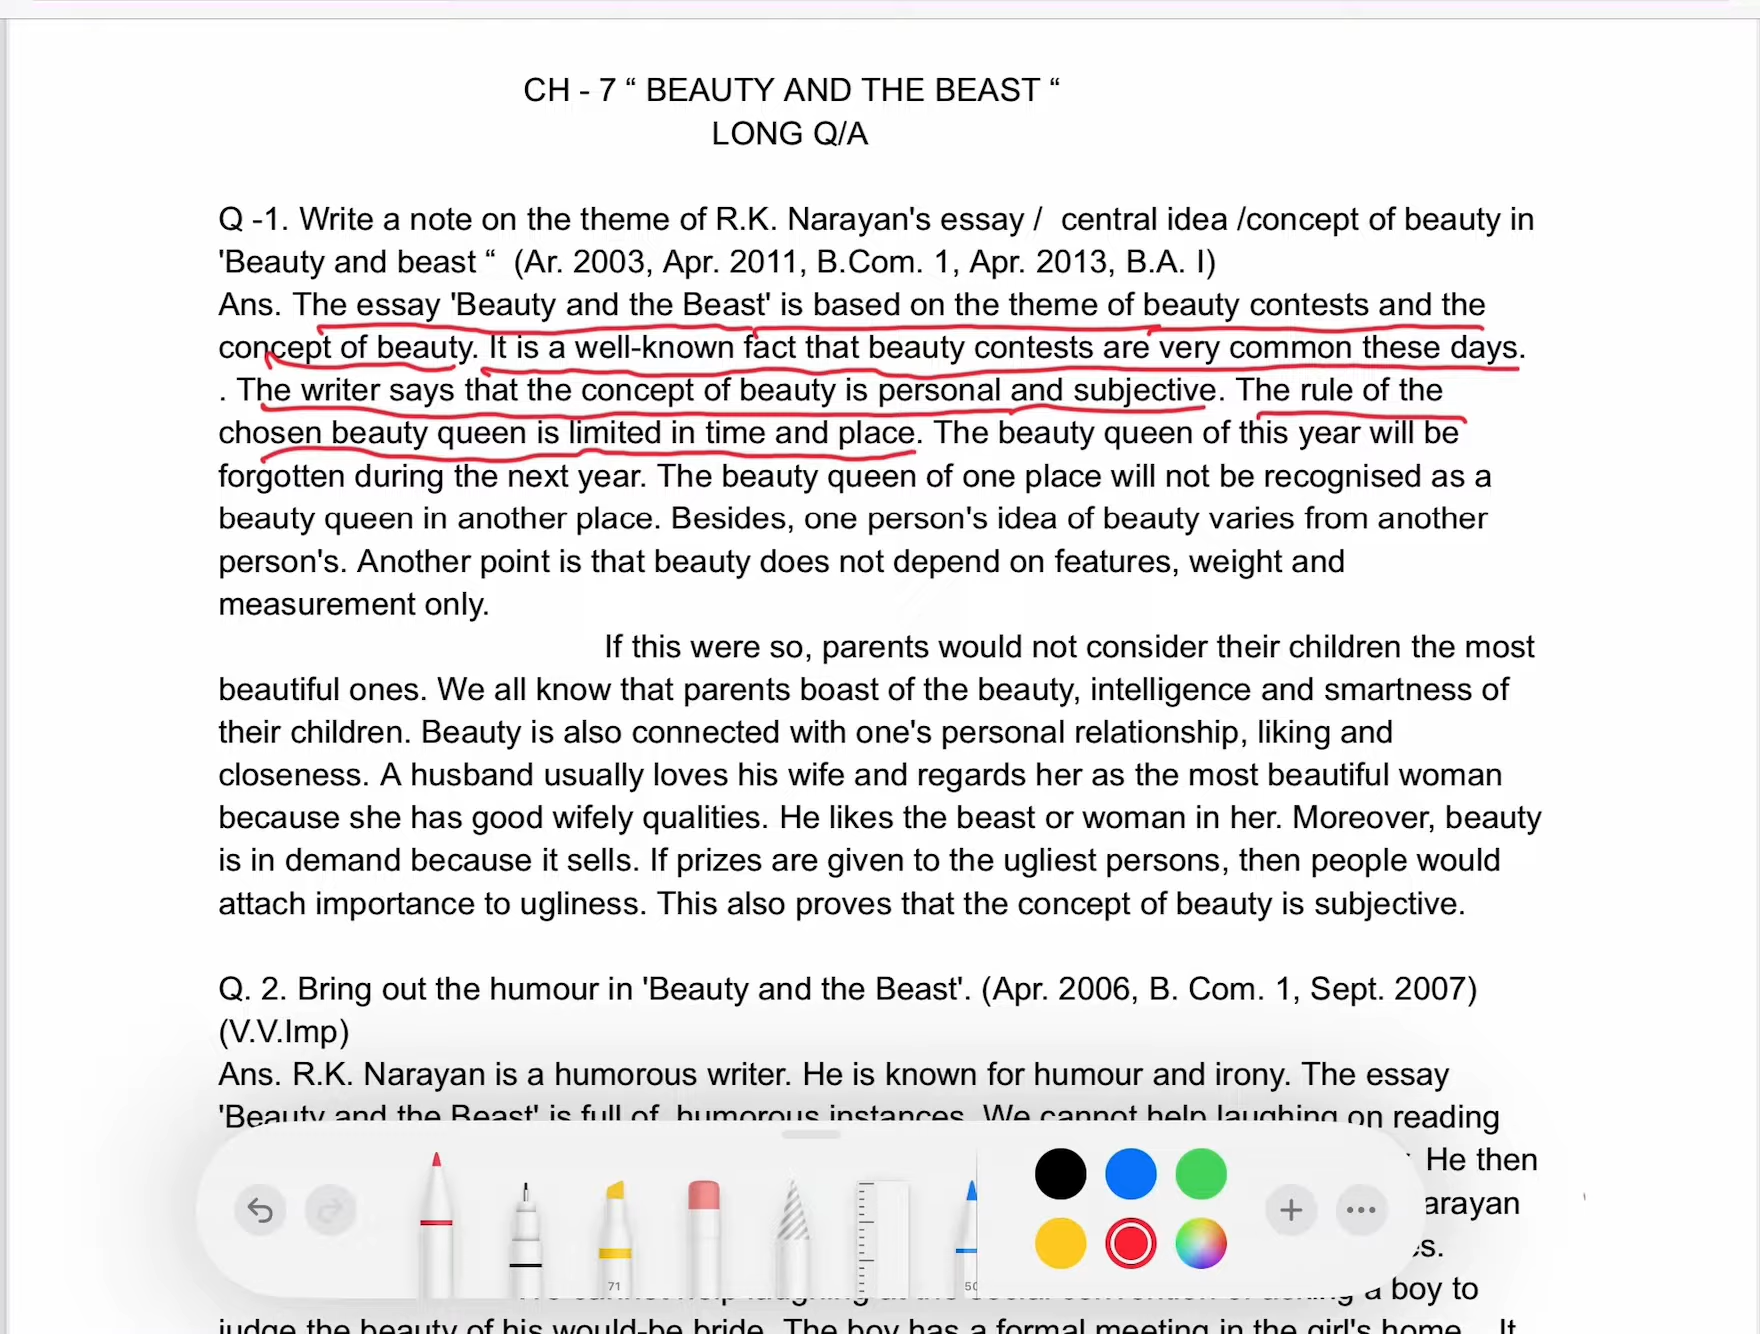 CH - 7 “ BEAUTY AND THE BEAST “
LONG Q/A
Q -1. Write a note on the theme of R.K. Narayan's essay /  central idea /concept of beauty in
'Beauty and beast “  (Ar. 2003, Apr. 2011, B.Com. 1, Apr. 2013, B.A. I)
Ans. The essay 'Beauty and the Beast' is based on the theme of beauty contests and the
concept of beauty. It is a well-known fact that beauty contests are very common these days.
. The writer says that the concept of beauty is personal and subjective. The rule of the
chosen beauty queen is limited in time and place. The beauty queen of this year will be
forgotten during the next year. The beauty queen of one place will not be recognised as a
beauty queen in another place. Besides, one person's idea of beauty varies from another
person's. Another point is that beauty does not depend on features, weight and
measurement only.
If this were so, parents would not consider their children the most
beautiful ones. We all know that parents boast of the beauty, intelligence and smartness of
their children. Beauty is also connected with one's personal relationship, liking and
closeness. A husband usually loves his wife and regards her as the most beautiful woman
because she has good wifely qualities. He likes the beast or woman in her. Moreover, beauty
is in demand because it sells. If prizes are given to the ugliest persons, then people would
attach importance to ugliness. This also proves that the concept of beauty is subjective.
Q. 2. Bring out the humour in 'Beauty and the Beast'. (Apr. 2006, B. Com. 1, Sept. 2007)
(V.V.Imp)
Ans. R.K. Narayan is a humorous writer. He is known for humour and irony. The essay
'Beauty and the Beast' is full of  humorous instances. We cannot help laughing on reading
He then
arayan
es.
a boy to
judge the beauty of his would-be bride. The boy has a formal meeting in the girl's home. It
71
50